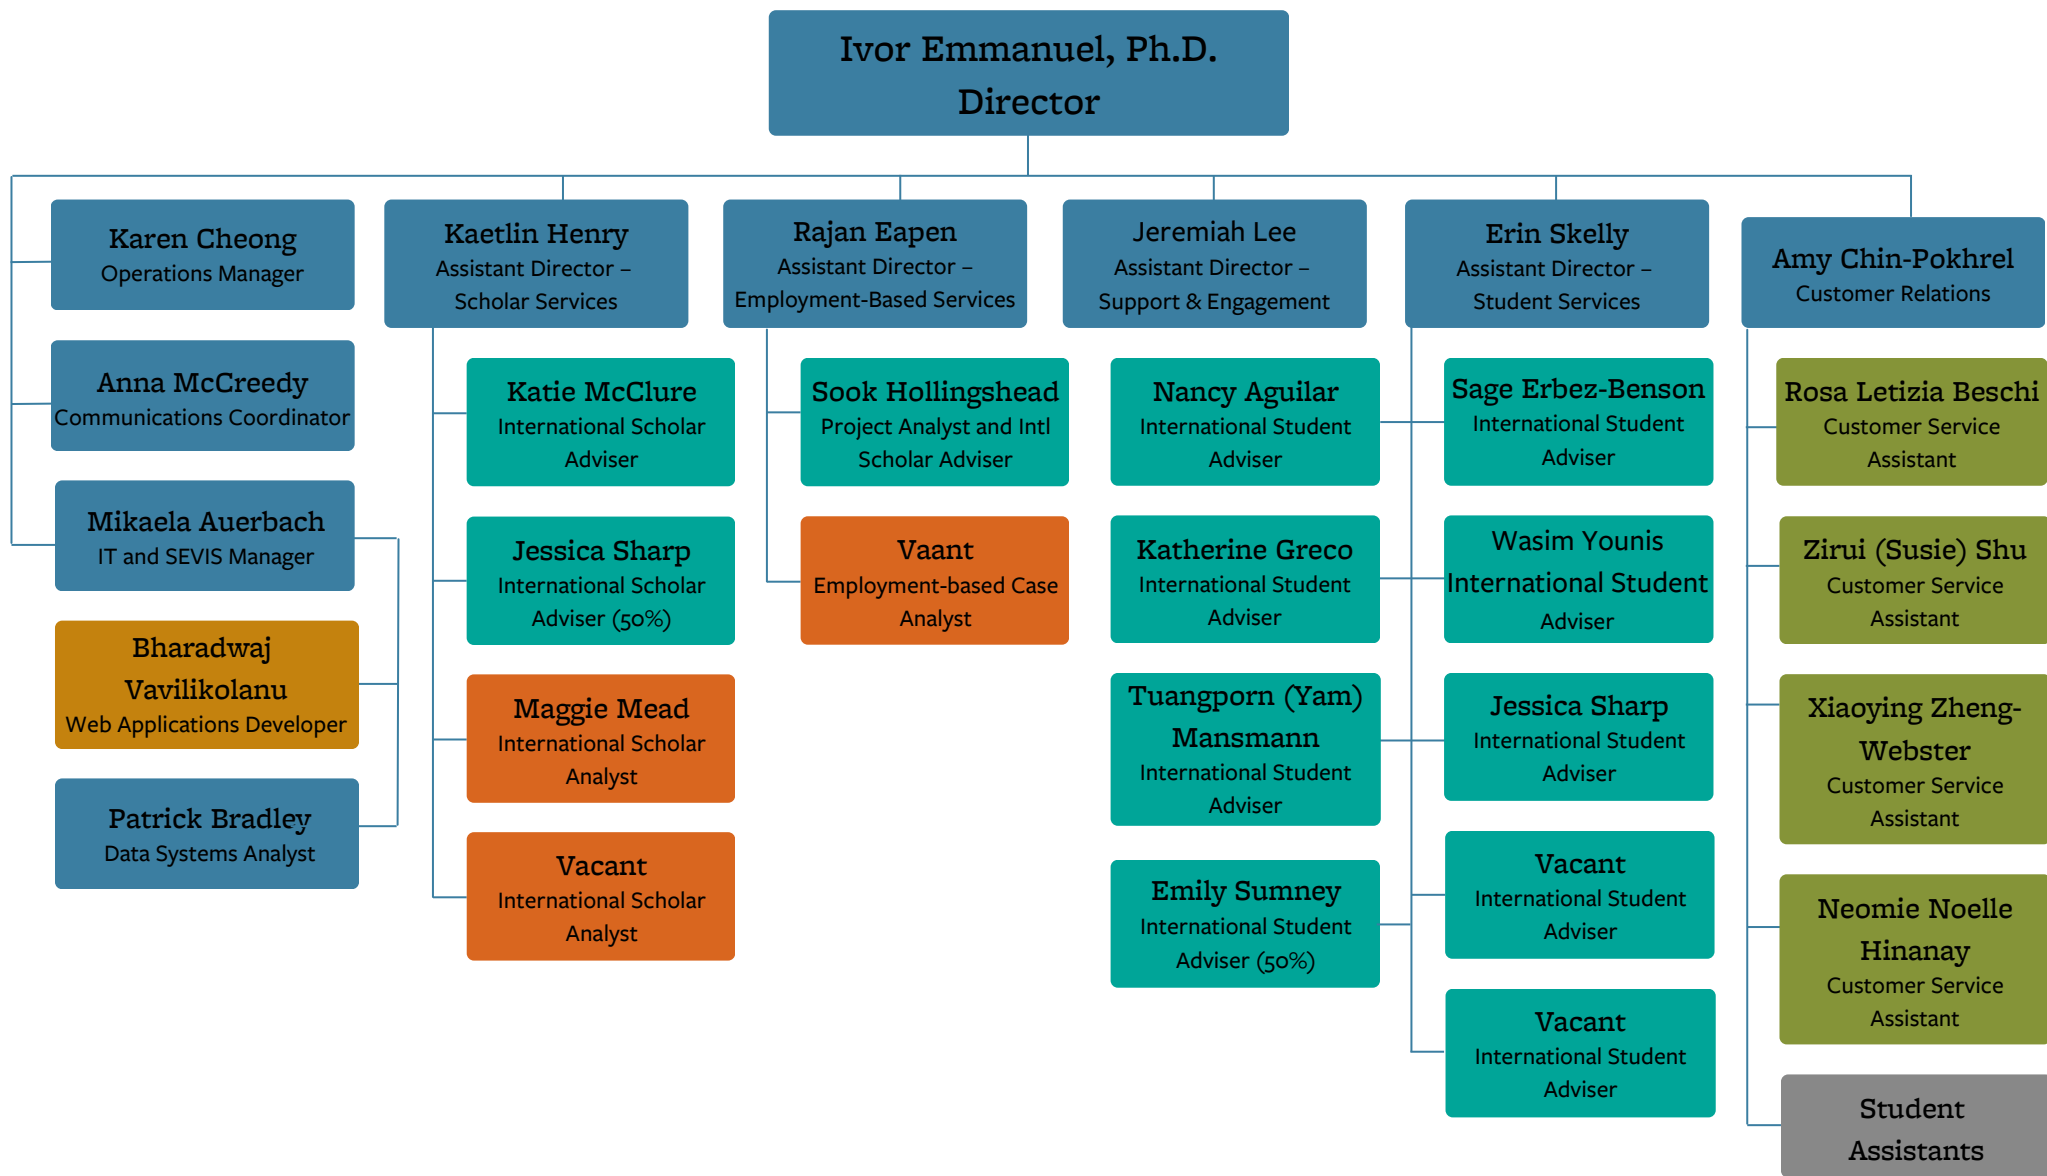 Ivor Emmanuel, Ph.D.
Director
Karen Cheong
Operations Manager
Anna McCreedy
Communications Coordinator
Mikaela Auerbach
IT and SEVIS Manager
Bharadwaj
Vavilikolanu
Web Applications Developer
Patrick Bradley
Data Systems Analyst
Kaetlin Henry
Assistant Director –
Scholar Services
Katie McClure
International Scholar
Adviser
Jessica Sharp
International Scholar
Adviser (50%)
Maggie Mead
International Scholar
Analyst
Vacant
International Scholar
Analyst
Rajan Eapen
Assistant Director –
Employment-Based Services
Sook Hollingshead
Project Analyst and Intl
Scholar Adviser
Vaant
Employment-based Case
Analyst
Jeremiah Lee
Assistant Director –
Support & Engagement
Erin Skelly
Assistant Director –
Student Services
Nancy Aguilar
International Student
Adviser
Katherine Greco
International Student
Adviser
Tuangporn (Yam)
Mansmann
International Student
Adviser
Emily Sumney
International Student
Adviser (50%)
Sage Erbez-Benson
International Student
Adviser
Wasim Younis
International Student
Adviser
Jessica Sharp
International Student
Adviser
Vacant
International Student
Adviser
Vacant
International Student
Adviser
Amy Chin-Pokhrel
Customer Relations
Rosa Letizia Beschi
Customer Service
Assistant
Zirui (Susie) Shu
Customer Service
Assistant
Xiaoying Zheng-
Webster
Customer Service
Assistant
Neomie Noelle
Hinanay
Customer Service
Assistant
Student
Assistants